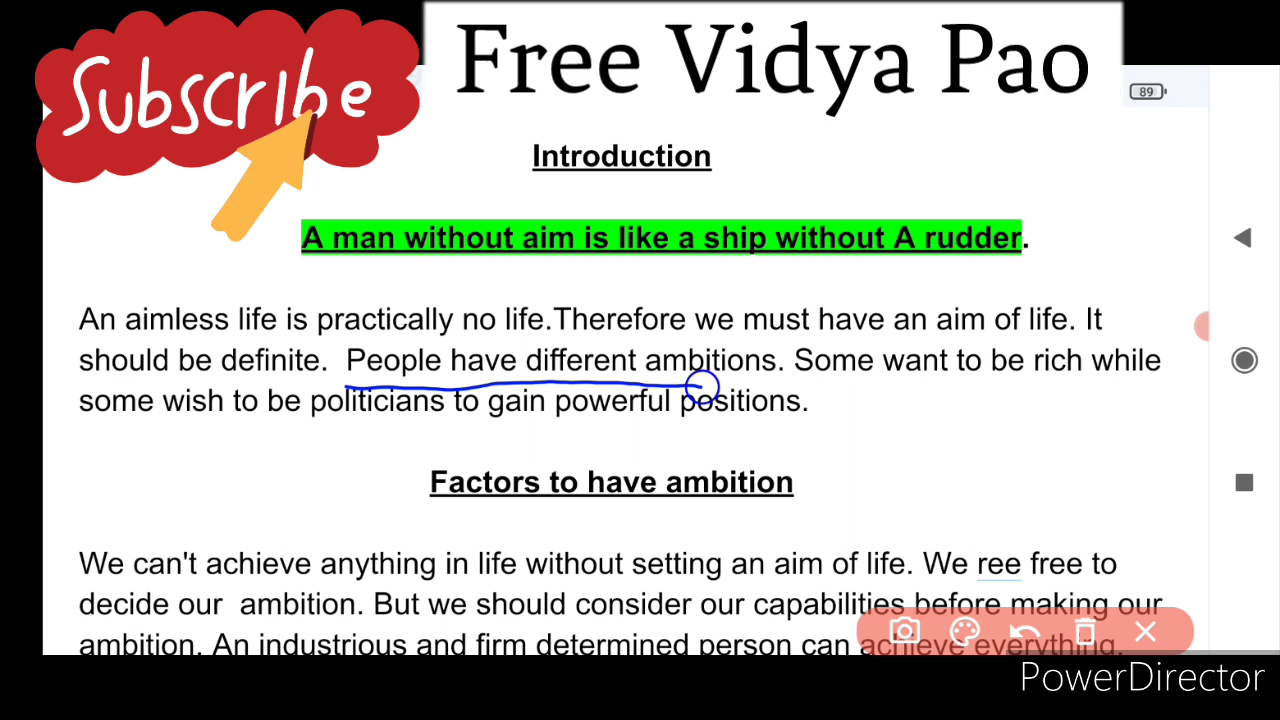 Subscribe
Free Vidya Pao
89
Introduction
A man without aim is like a ship without A rudder.
An aimless life is practically no life.Therefore we must have an aim of life. It
should be definite.  People have different ambitions. Some want to be rich while
some wish to be politicians to gain powerful positions.
Factors to have ambition
We can't achieve anything in life without setting an aim of life. We ree free to
decide our  ambition. But we should consider our capabilities before making our
ambition. An industrious and firm determined person can achieve everything.
PowerDirector